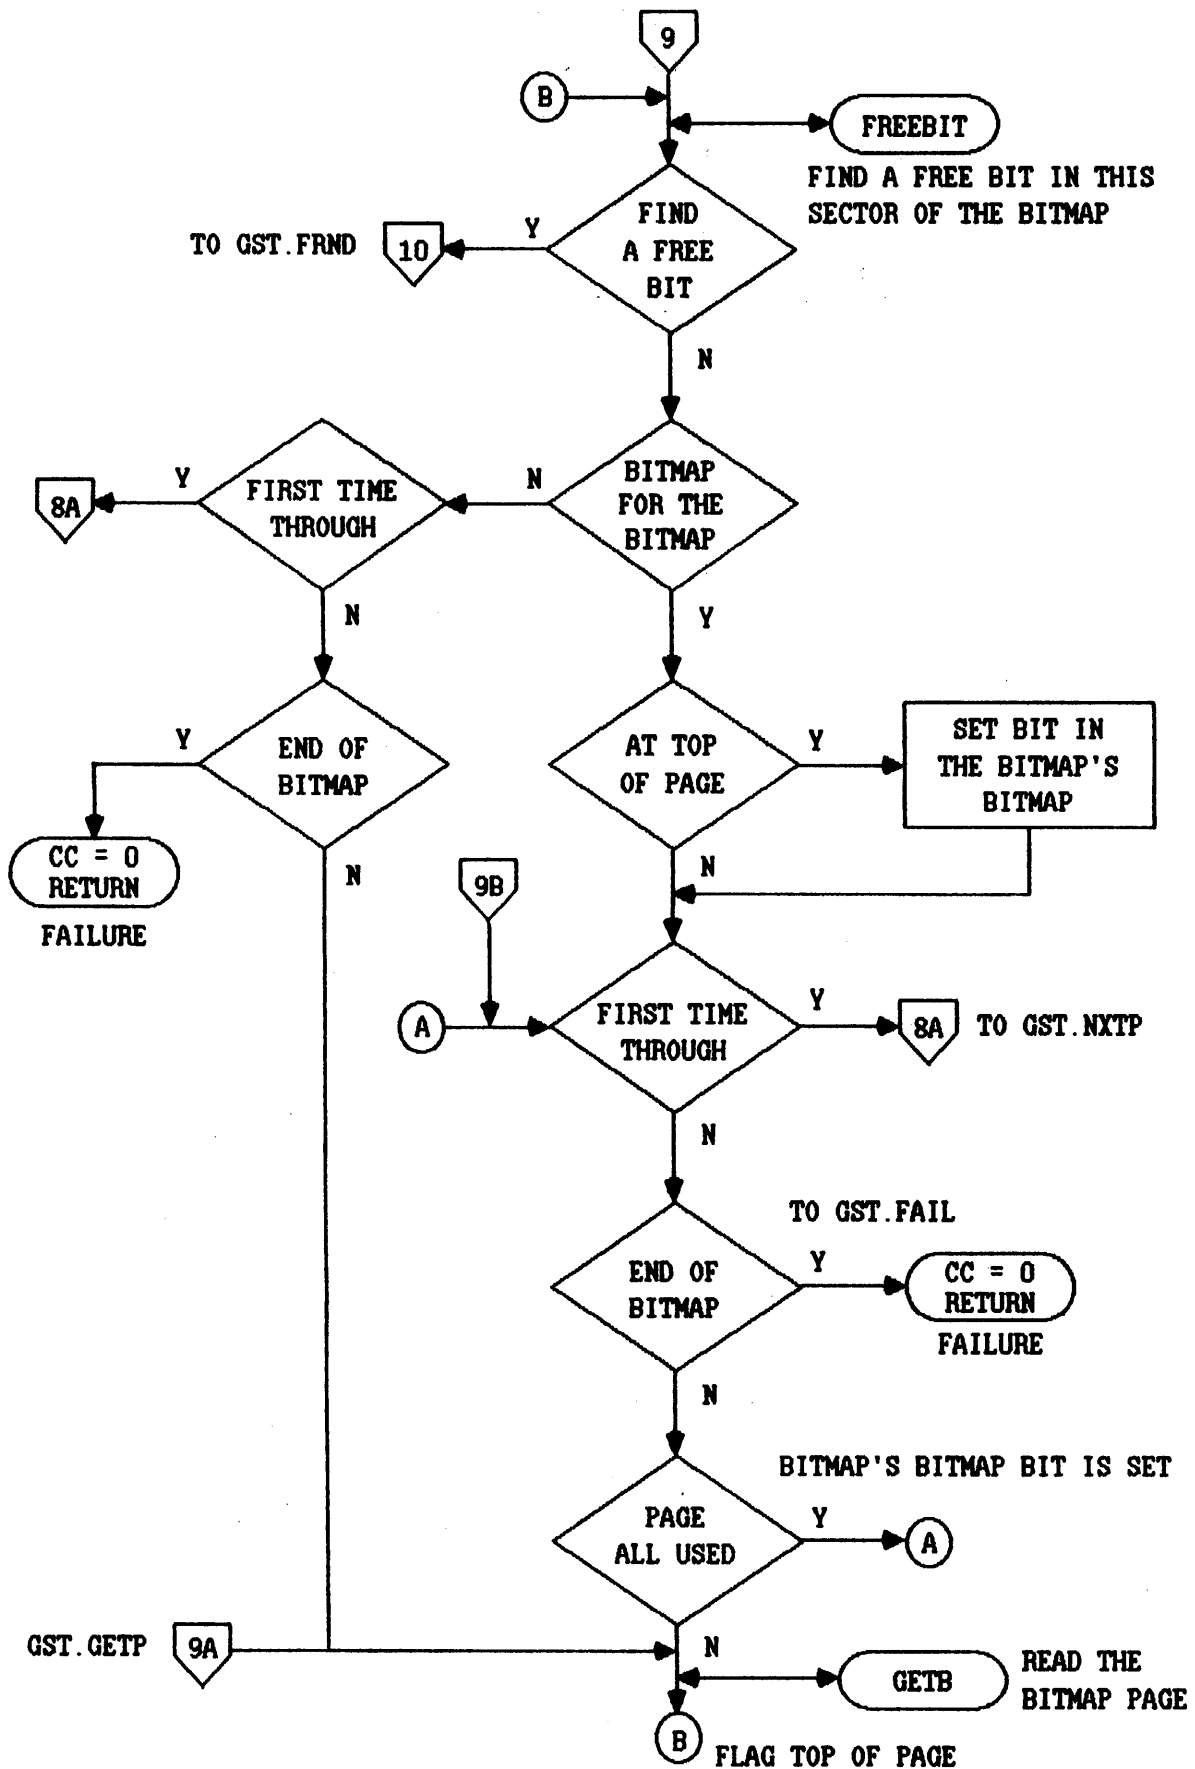 9
B
FREEBIT
FIND A FREE BIT IN THIS
SECTOR OF THE BITMAP
FIND
A FREE
BIT
Y
TO GST.FRND
10
N
BITMAP
FOR THE
BITMAP
N
FIRST TIME
THROUGH
Y
8A
N
Y
END OF
BITMAP
Y
CC = 0
RETURN
FAILURE
N
AT TOP
OF PAGE
Y
SET BIT IN
THE BITMAP'S
BITMAP
N
9B
A
FIRST TIME
THROUGH
Y
8A
TO GST.NXTP
N
TO GST.FAIL
END OF
BITMAP
Y
CC = 0
RETURN
FAILURE
N
BITMAP'S BITMAP BIT IS SET
PAGE
ALL USED
Y
A
GST.GETP
9A
N
GETB
READ THE
BITMAP PAGE
B
FLAG TOP OF PAGE